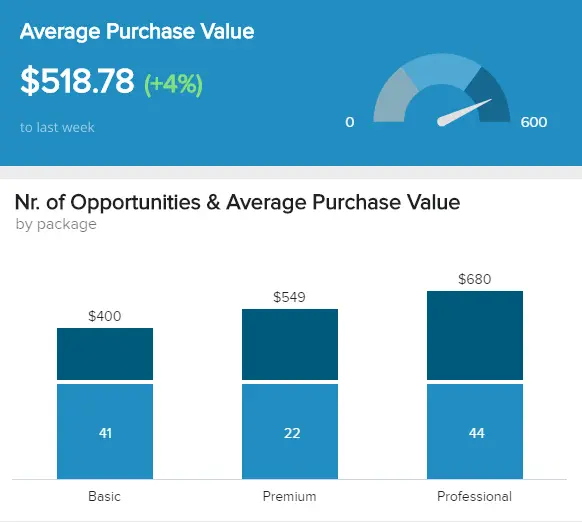 Average Purchase Value
$518.78 (+4%)
to last week
0
600
Nr. of Opportunities & Average Purchase Value
by package
$400
$549
$680
41
22
44
Basic
Premium
Professional